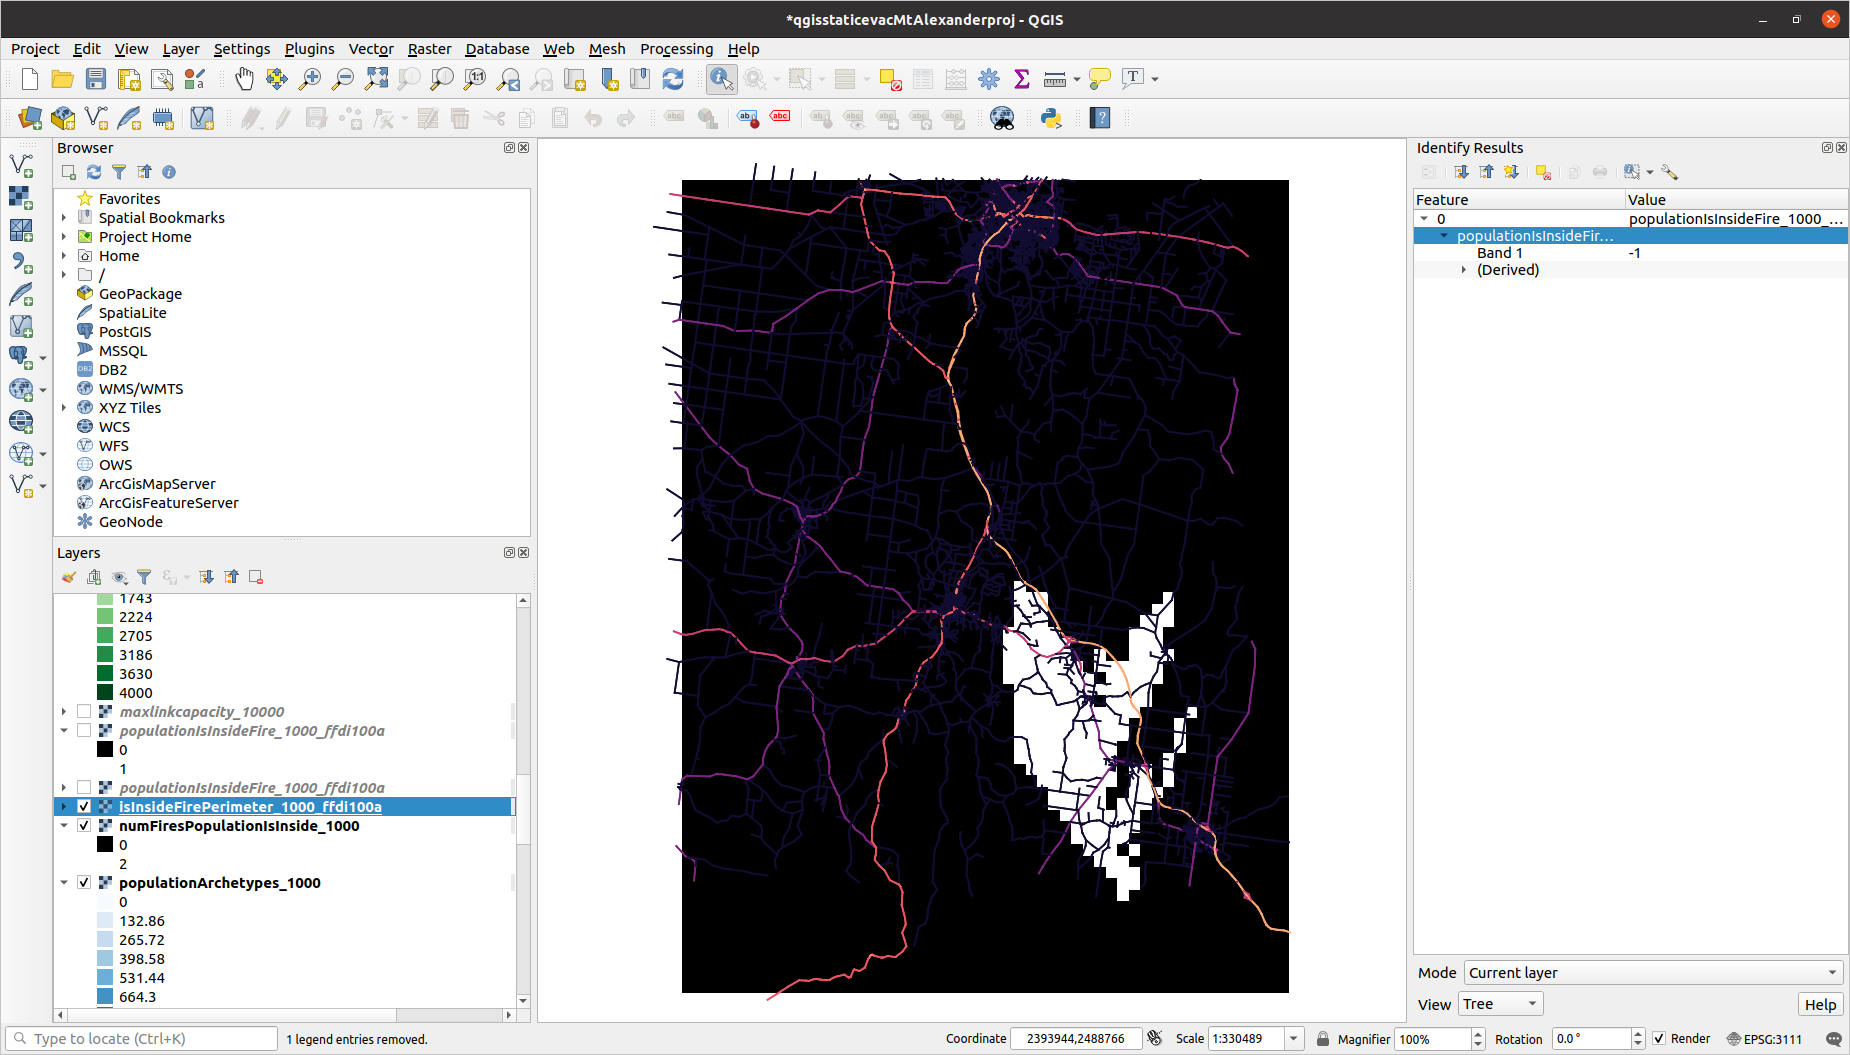 *qgisstaticevacMtAlexanderproj - QGIS
Project Edit View Layer Settings Plugins Vector Raster Database Web Mesh Processing Help
Browser
Favorites
Spatial Bookmarks
Project Home
Home
/
GeoPackage
SpatiaLite
PostGIS
MSSQL
DB2
WMS/WMTS
XYZ Tiles
WCS
WFS
OWS
ArcGisMapServer
ArcGisFeatureServer
GeoNode
Layers
1743
2224
2705
3186
3630
4000
maxlinkcapacity_10000
populationIsInsideFire_1000_ffdi100a
0
1
populationIsInsideFire_1000_ffdi100a
isInsideFirePerimeter_1000_ffdi100a
numFiresPopulationIsInside_1000
0
2
populationArchetypes_1000
0
132.86
265.72
398.58
531.44
664.3
Identify Results
Feature Value
0 populationIsInsideFire_1000_...
populationIsInsideFir...
Band 1 -1
(Derived)
Mode Current layer
View Tree Help
Type to locate (Ctrl+K) 1 legend entries removed. Coordinate 2393944,2488766 Scale 1:330489 Magnifier 100% Rotation 0.0 ° Render EPSG:3111